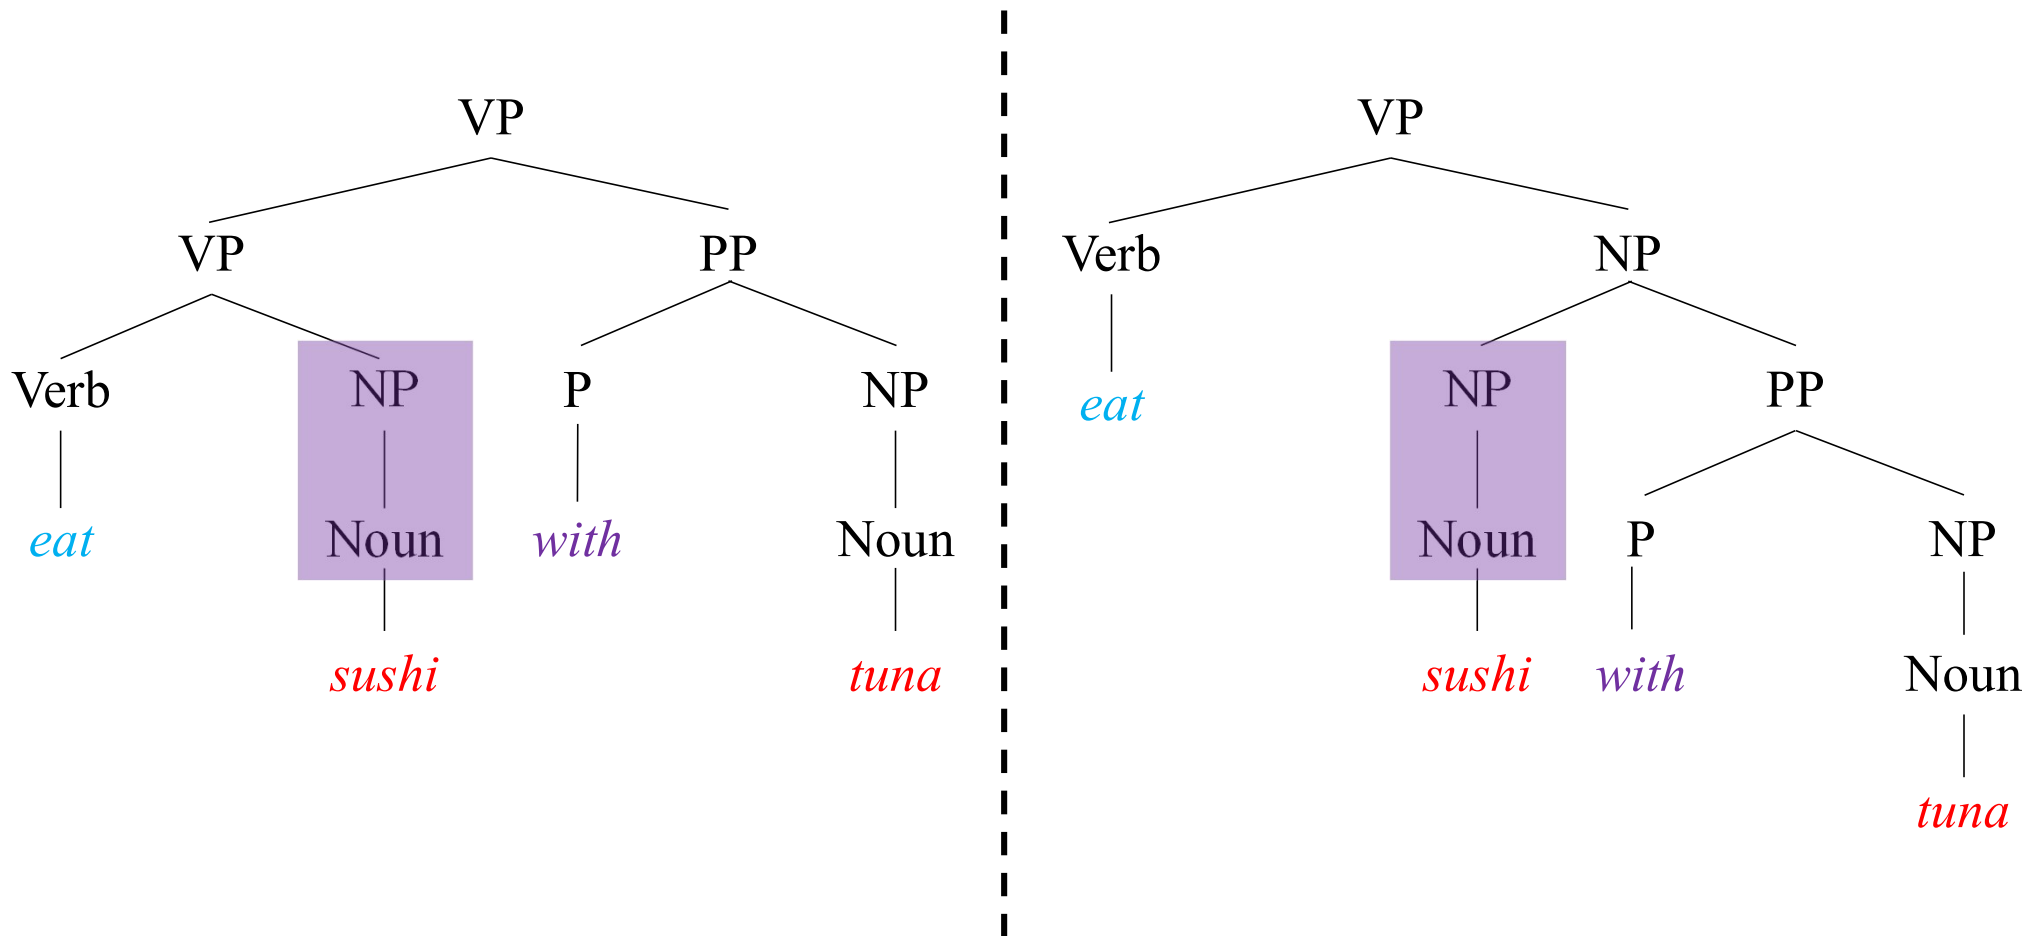 VP
VP PP
Verb NP P NP
eat Noun with Noun
sushi tuna
VP
Verb NP
eat NP PP
Noun P NP
sushi with Noun
tuna